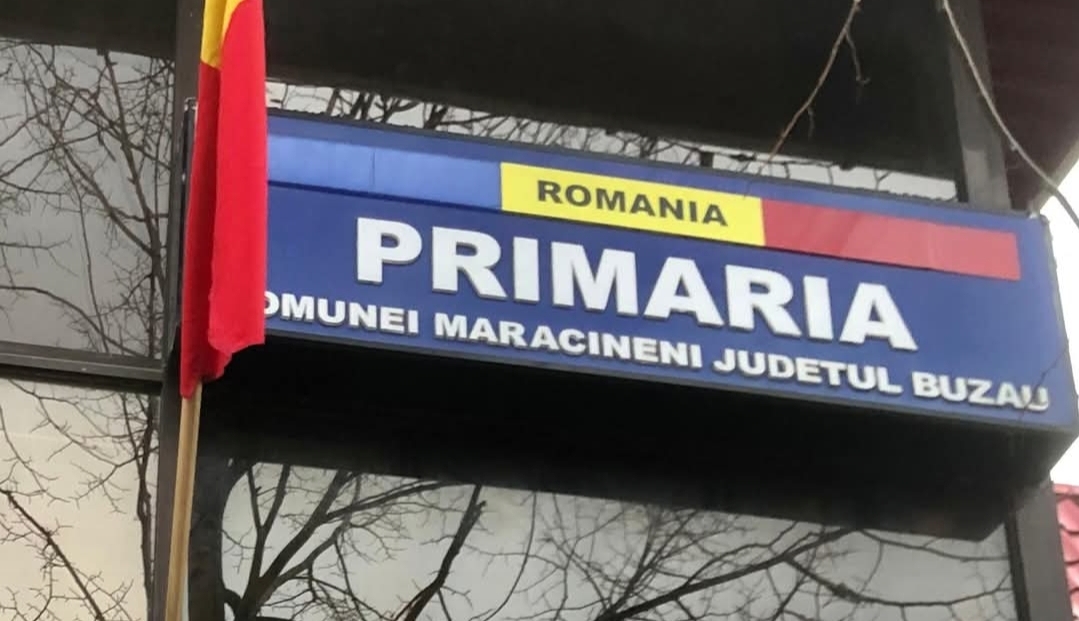 ROMANIA
PRIMARIA
OMUNEI MARACINENI JUDETUL BUZAU